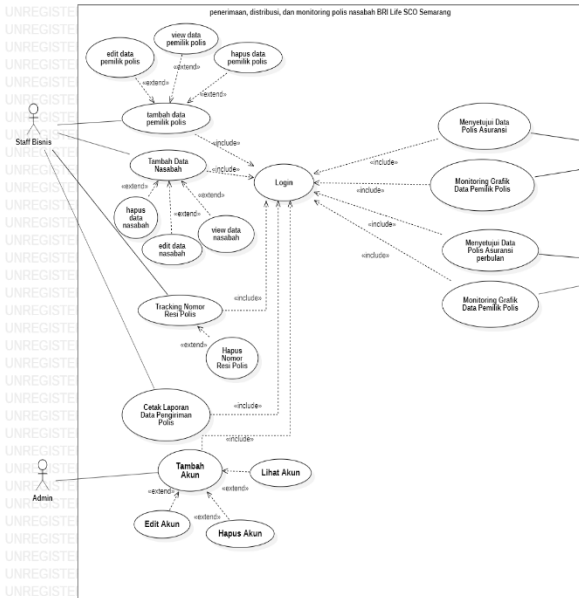 UNREGISTE
penerimaan, distribusi, dan monitoring polis nasabah BRI Life SCO Semarang
edit data
pemilik polis
view data
pemilik polis
hapus data
pemilik polis
«extend»
«extend»
«extend»
Staff Bisnis
tambah data
pemilik polis
«include»
Tambah Data
Nasabah
«include»
Login
«extend»
«extend»
«extend»
hapus
data
nasabah
edit data
nasabah
view data
nasabah
Menyetujui Data
Polis Asuransi
«include»
Monitoring Grafik
Data Pemilik Polis
«include»
Menyetujui Data
Polis Asuransi
perbulan
«include»
Monitoring Grafik
Data Pemilik Polis
«include»
Tracking Nomor
Resi Polis
«include»
«extend»
Hapus
Nomor
Resi Polis
Cetak Laporan
Data Pengiriman
Polis
«include»
«include»
Admin
Tambah
Akun
«extend»
Lihat Akun
«extend»
«extend»
Edit Akun
Hapus Akun